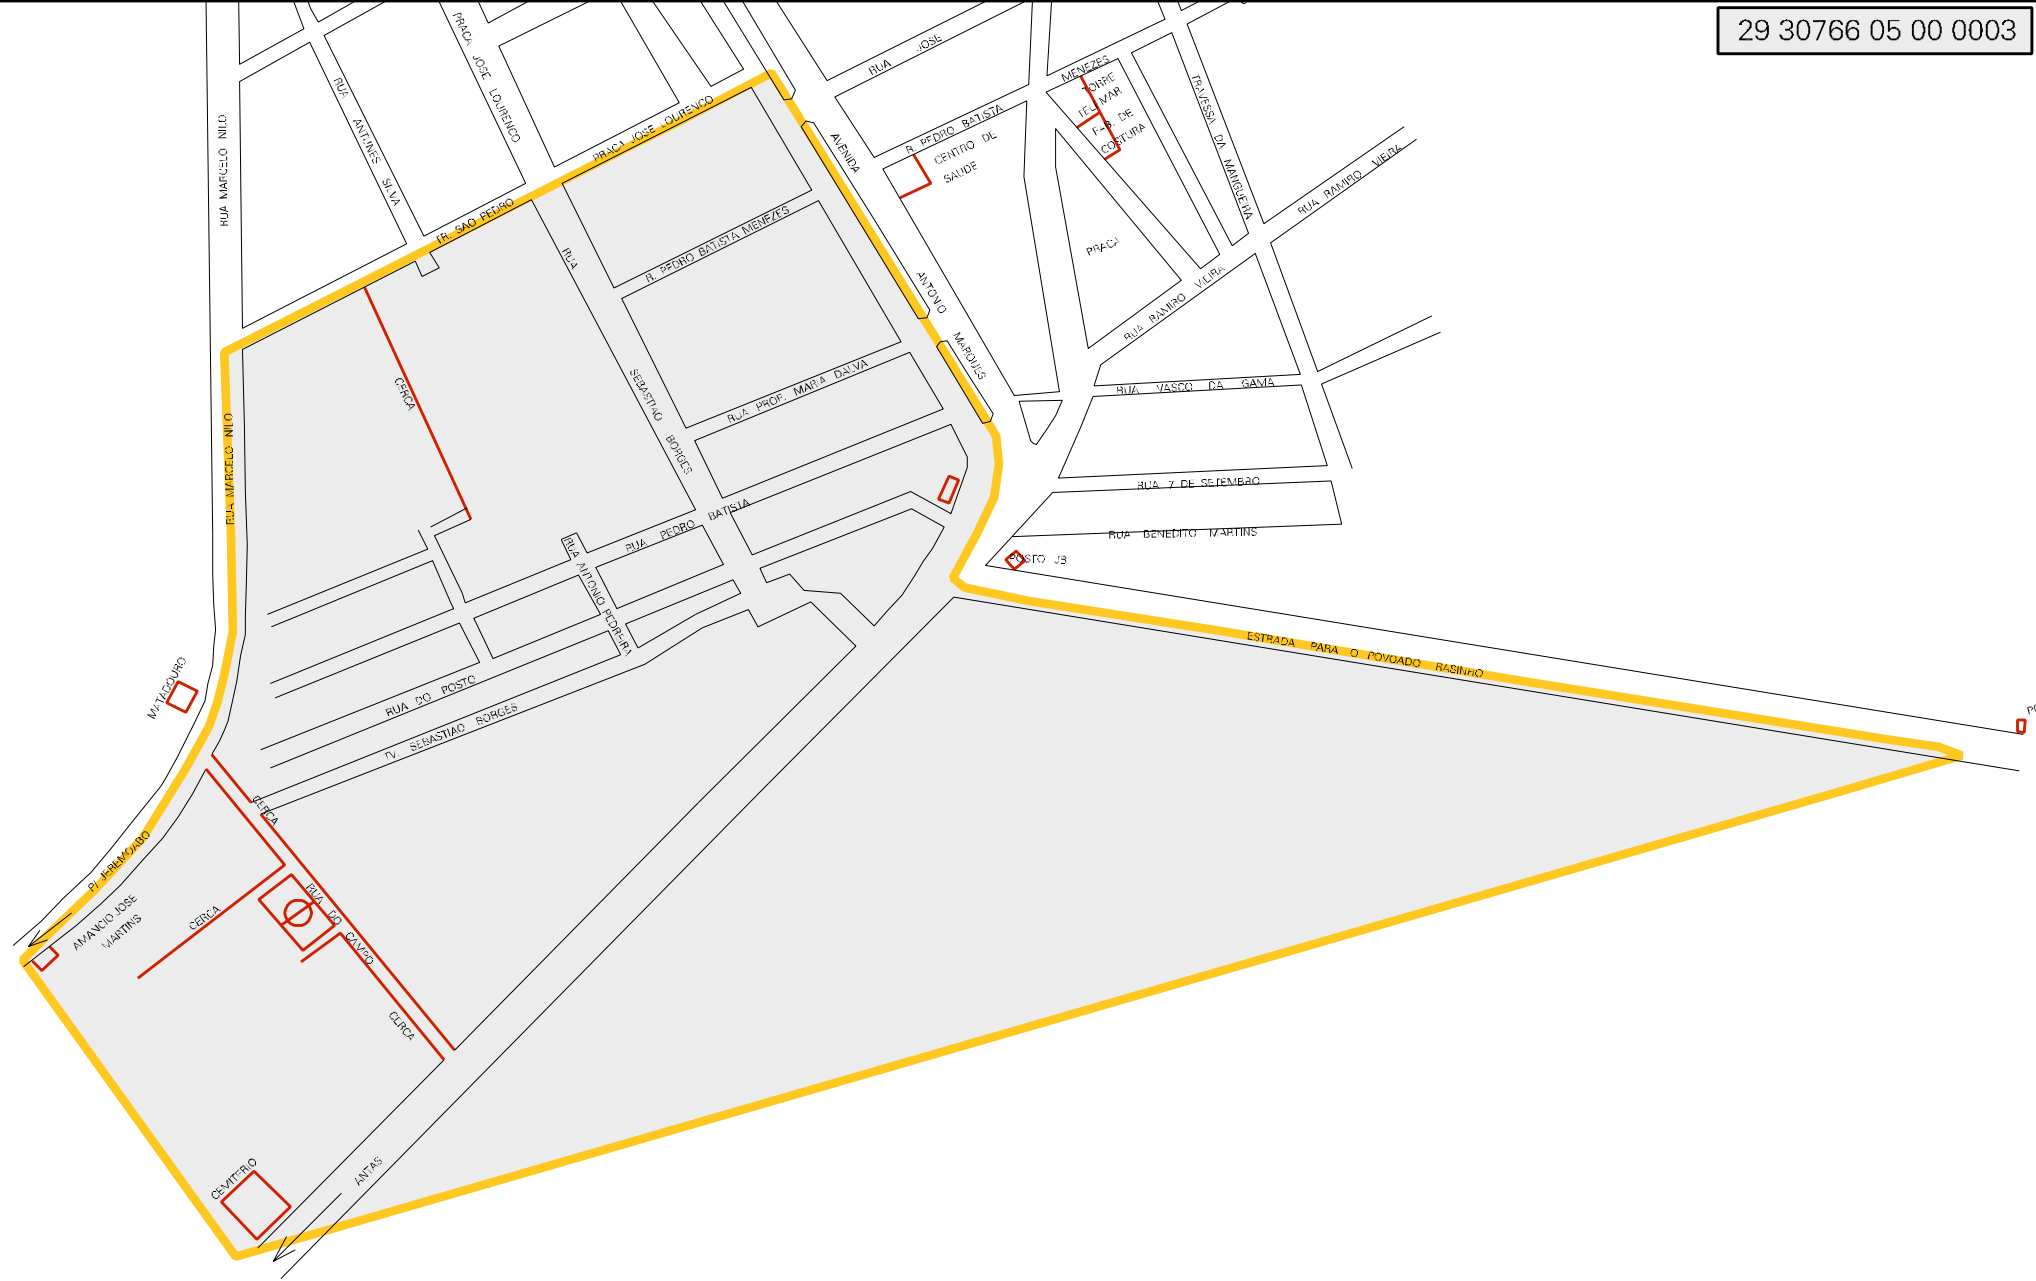 29 30766 05 00 0003
PRACA JOSE LOURENCO
RUA JOSE
MENEZES
TORRE
TELEMAR
FAB. DE
COSTURA
R. PEDRO BATISTA
CENTRO DE
SAUDE
TRAVESSA DA MANGUEIRA
RUA RAMIRO VIEIRA
RUA MARCELO NILO
RUA ANTUNES SILVA
PRACA JOSE LOURENCO
TR. SAO PEDRO
AVENIDA ANTONIO MARQUES
PRACA
RUA RAMIRO VIEIRA
R. PEDRO BATISTA MENEZES
RUA SEBASTIAO BORGES
RUA PROF. MARIA DALVA
RUA VASCO DA GAMA
CERCA
RUA MARCELO NILO
RUA 7 DE SETEMBRO
RUA BENEDITO MARTINS
POSTO JB
RUA PEDRO BATISTA
RUA ANTONIO PEDREIRA
ESTRADA PARA O POVOADO RASINHO
MATADOURO
RUA DO POSTO
TV. SEBASTIAO BORGES
CERCA
P/ JEREMOABO
AMANCIO JOSE
MARTINS
CERCA
RUA DO CAMPO
CERCA
CEMITERIO
ANTAS